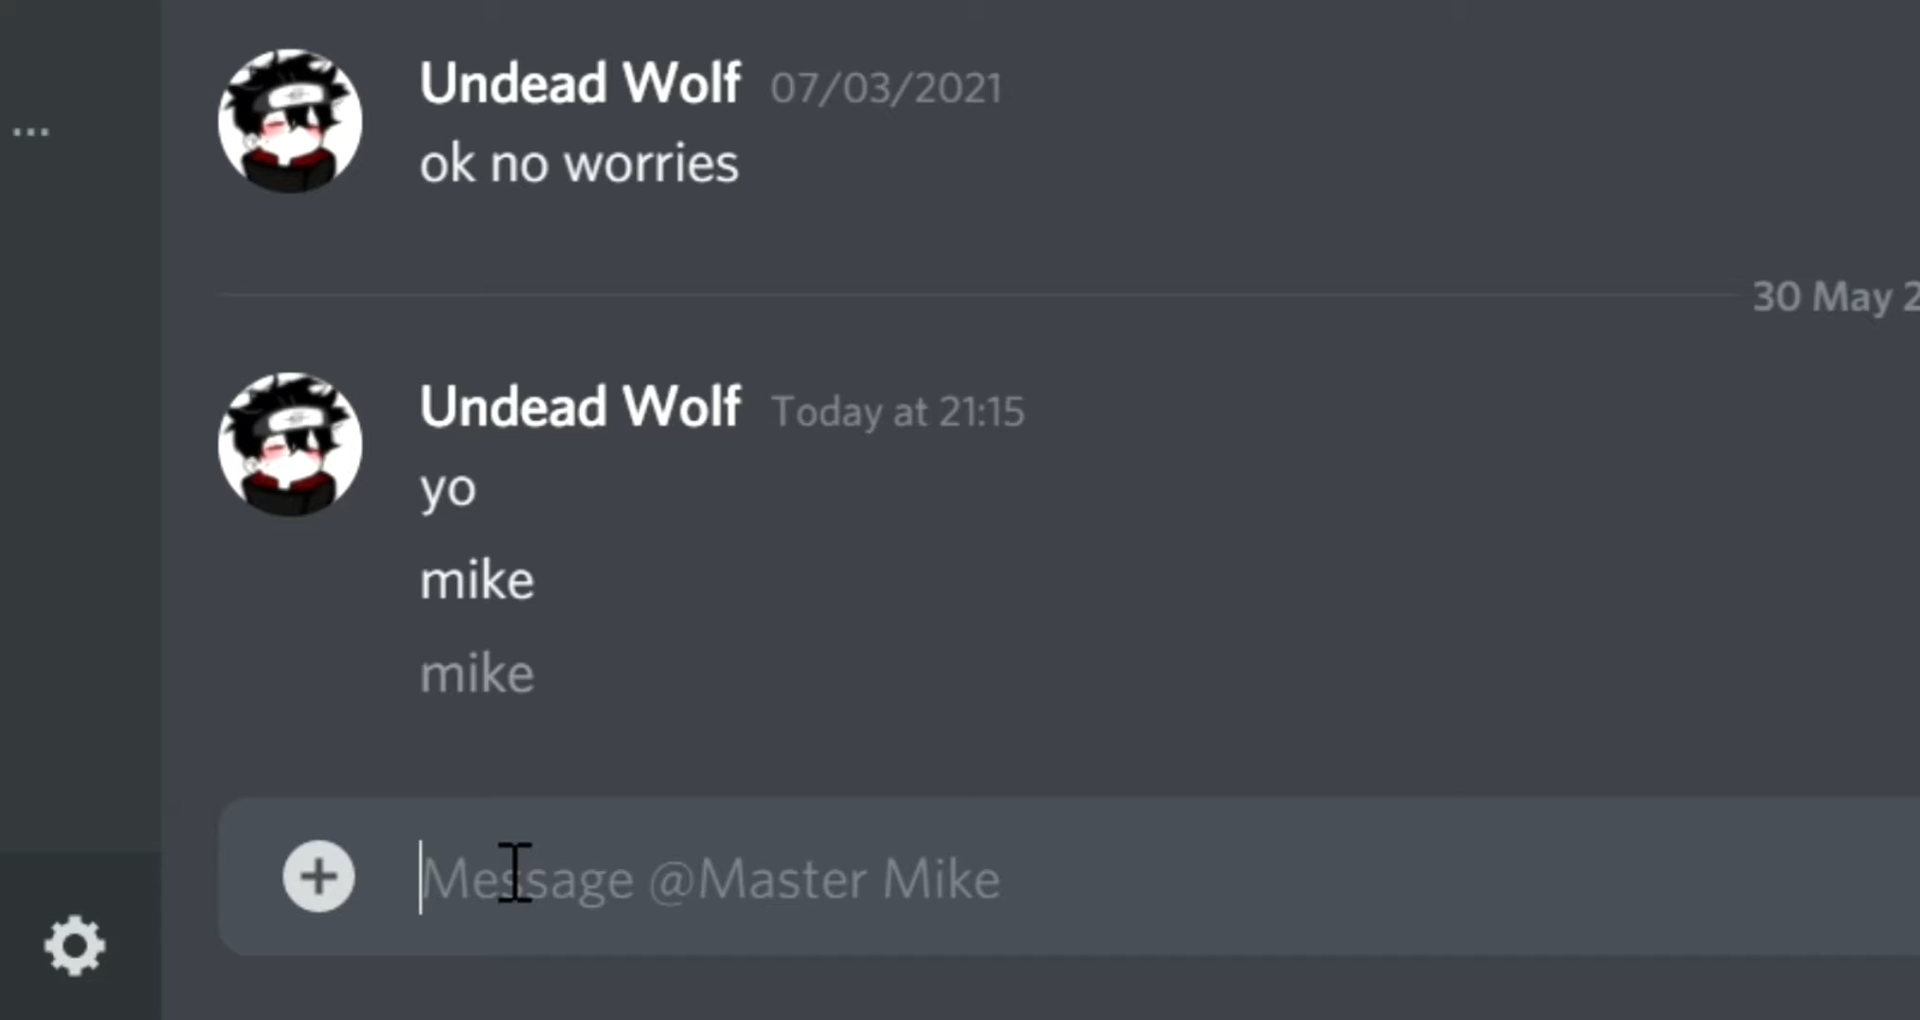 Undead Wolf 07/03/2021
ok no worries
30 May 2
Undead Wolf Today at 21:15
yo
mike
mike
Message @Master Mike